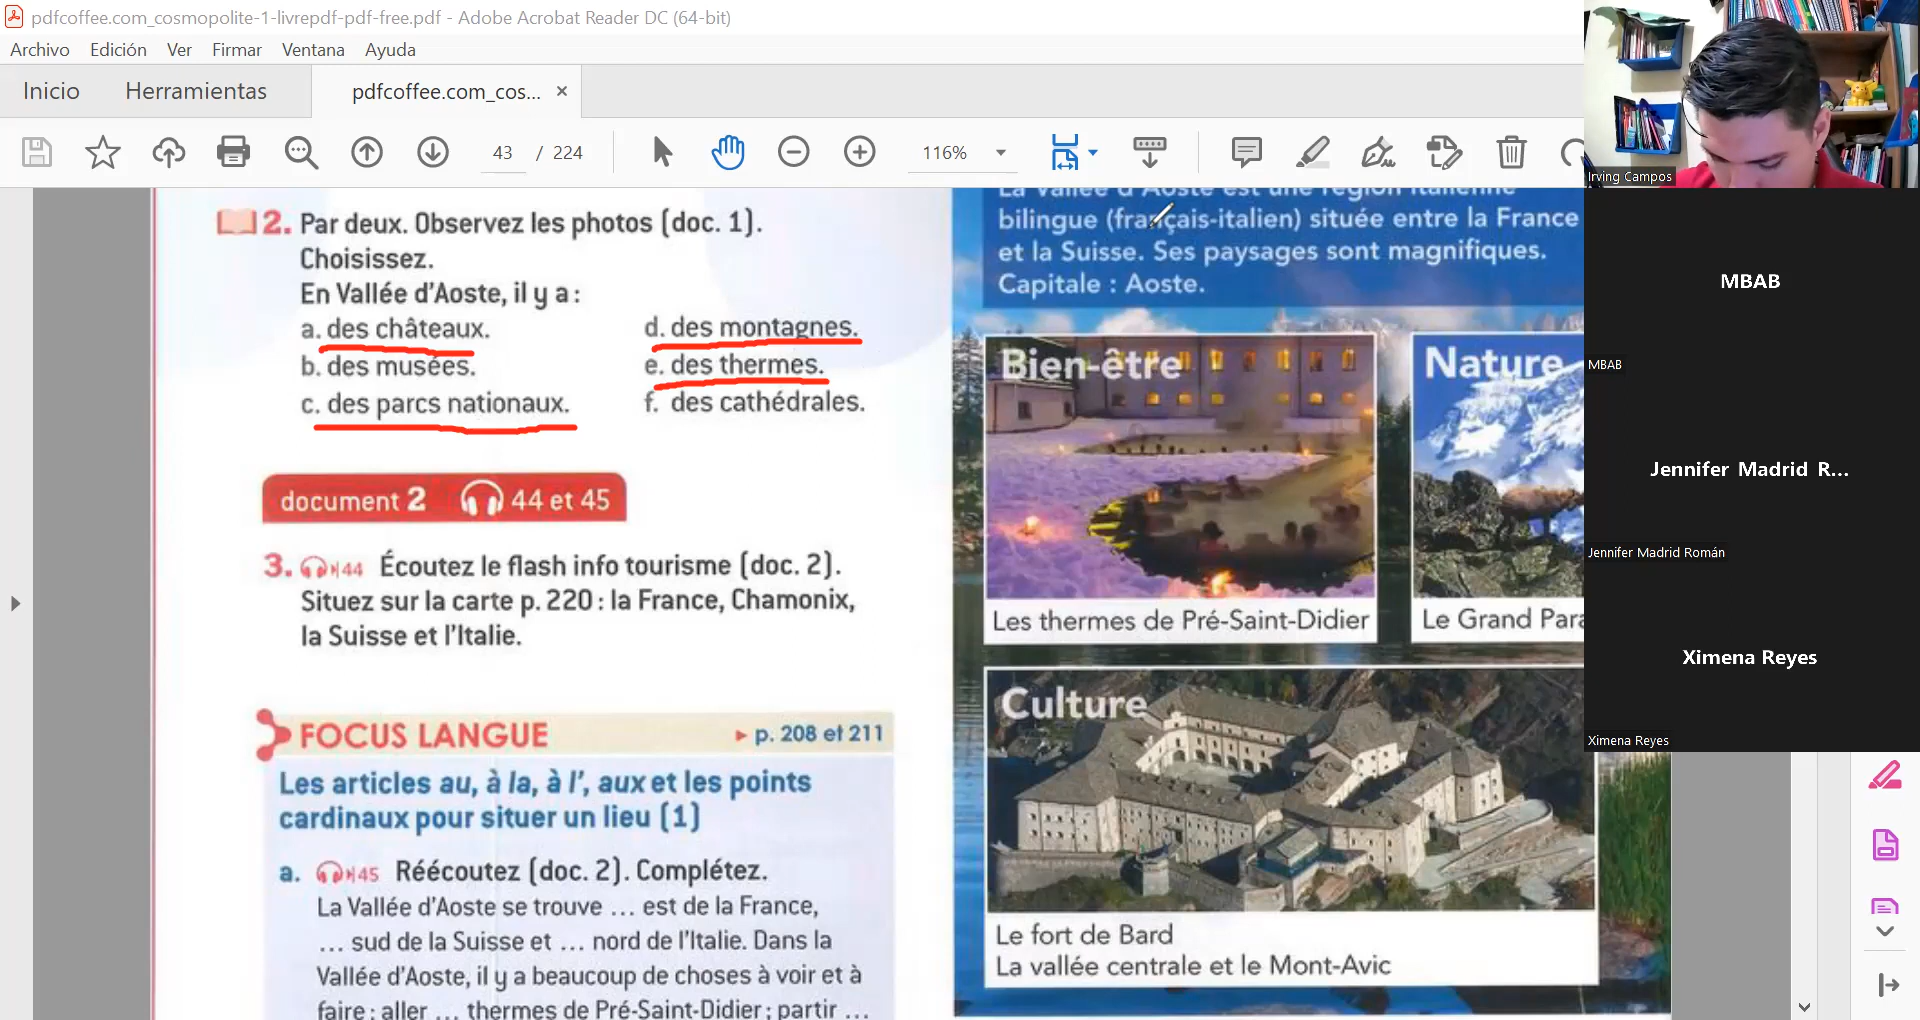 pdfcoffee.com_cosmopolite-1-livrepdf-pdf-free.pdf - Adobe Acrobat Reader DC (64-bit)
Archivo Edición Ver Firmar Ventana Ayuda
Inicio Herramientas pdfcoffee.com_cos... ×
43 / 224 116%
2. Par deux. Observez les photos (doc. 1).
Choisissez.
En Vallée d'Aoste, il y a :
a. des châteaux.
b. des musées.
c. des parcs nationaux.
d. des montagnes.
e. des thermes.
f. des cathédrales.
document 2 44 et 45
3. 44 Écoutez le flash info tourisme (doc. 2).
Situez sur la carte p. 220 : la France, Chamonix,
la Suisse et l'Italie.
FOCUS LANGUE ► p. 208 et 211
Les articles au, à la, à l', aux et les points
cardinaux pour situer un lieu (1)
a. 45 Réécoutez (doc. 2). Complétez.
La Vallée d'Aoste se trouve ... est de la France,
... sud de la Suisse et ... nord de l'Italie. Dans la
Vallée d'Aoste, il y a beaucoup de choses à voir et à
faire : aller ... thermes de Pré-Saint-Didier ; partir ...
La Vallée d'Aoste est une région italienne
bilingue (français-italien) située entre la France
et la Suisse. Ses paysages sont magnifiques.
Capitale : Aoste.
Bien-être
Les thermes de Pré-Saint-Didier
Nature
Le Grand Para
Culture
Le fort de Bard
La vallée centrale et le Mont-Avic
Irving Campos
MBAB
MBAB
Jennifer Madrid R...
Jennifer Madrid Román
Ximena Reyes
Ximena Reyes